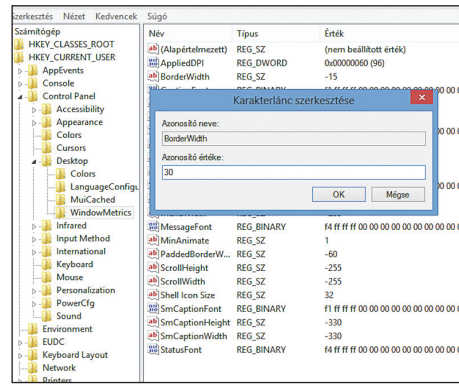 szerkesztés Nézet Kedvencek Súgó
Számítógép
HKEY_CLASSES_ROOT
HKEY_CURRENT_USER
AppEvents
Console
Control Panel
Accessibility
Appearance
Colors
Cursors
Desktop
Colors
LanguageConfigu
MuiCached
WindowMetrics
Infrared
Input Method
International
Keyboard
Mouse
Personalization
PowerCfg
Sound
Environment
EUDC
Keyboard Layout
Network
Printers
Név Típus Érték
(Alapértelmezett) REG_SZ (nem beállított érték)
AppliedDPI REG_DWORD 0x00000060 (96)
BorderWidth REG_SZ -15
Karakterlánc szerkesztése
Azonosító neve:
BorderWidth
Azonosító értéke:
30
OK Mégse
MessageFont REG_BINARY f4 ff ff ff 00 00 00 00 00 00 00 00 0
MinAnimate REG_SZ 1
PaddedBorderW... REG_SZ -60
ScrollHeight REG_SZ -255
ScrollWidth REG_SZ -255
Shell Icon Size REG_SZ 32
SmCaptionFont REG_BINARY f1 ff ff ff 00 00 00 00 00 00 00 00 0
SmCaptionHeight REG_SZ -330
SmCaptionWidth REG_SZ -330
StatusFont REG_BINARY f4 ff ff ff 00 00 00 00 00 00 00 00 0